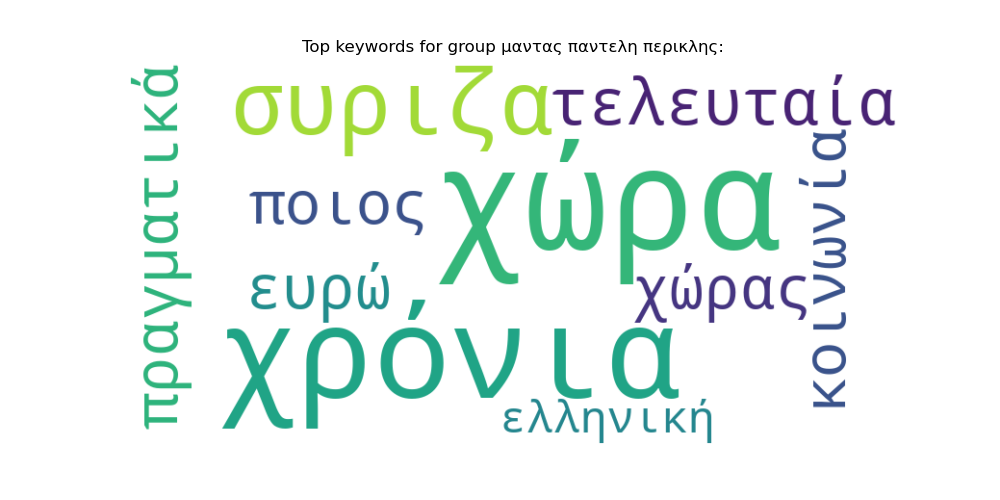 Top keywords for group μαντας παντελη περικλης:
πραγματικά
συριζα
τελευταία
χώρα
ποιος
κοινωνία
ευρώ
χώρας
χρόνια
ελληνική